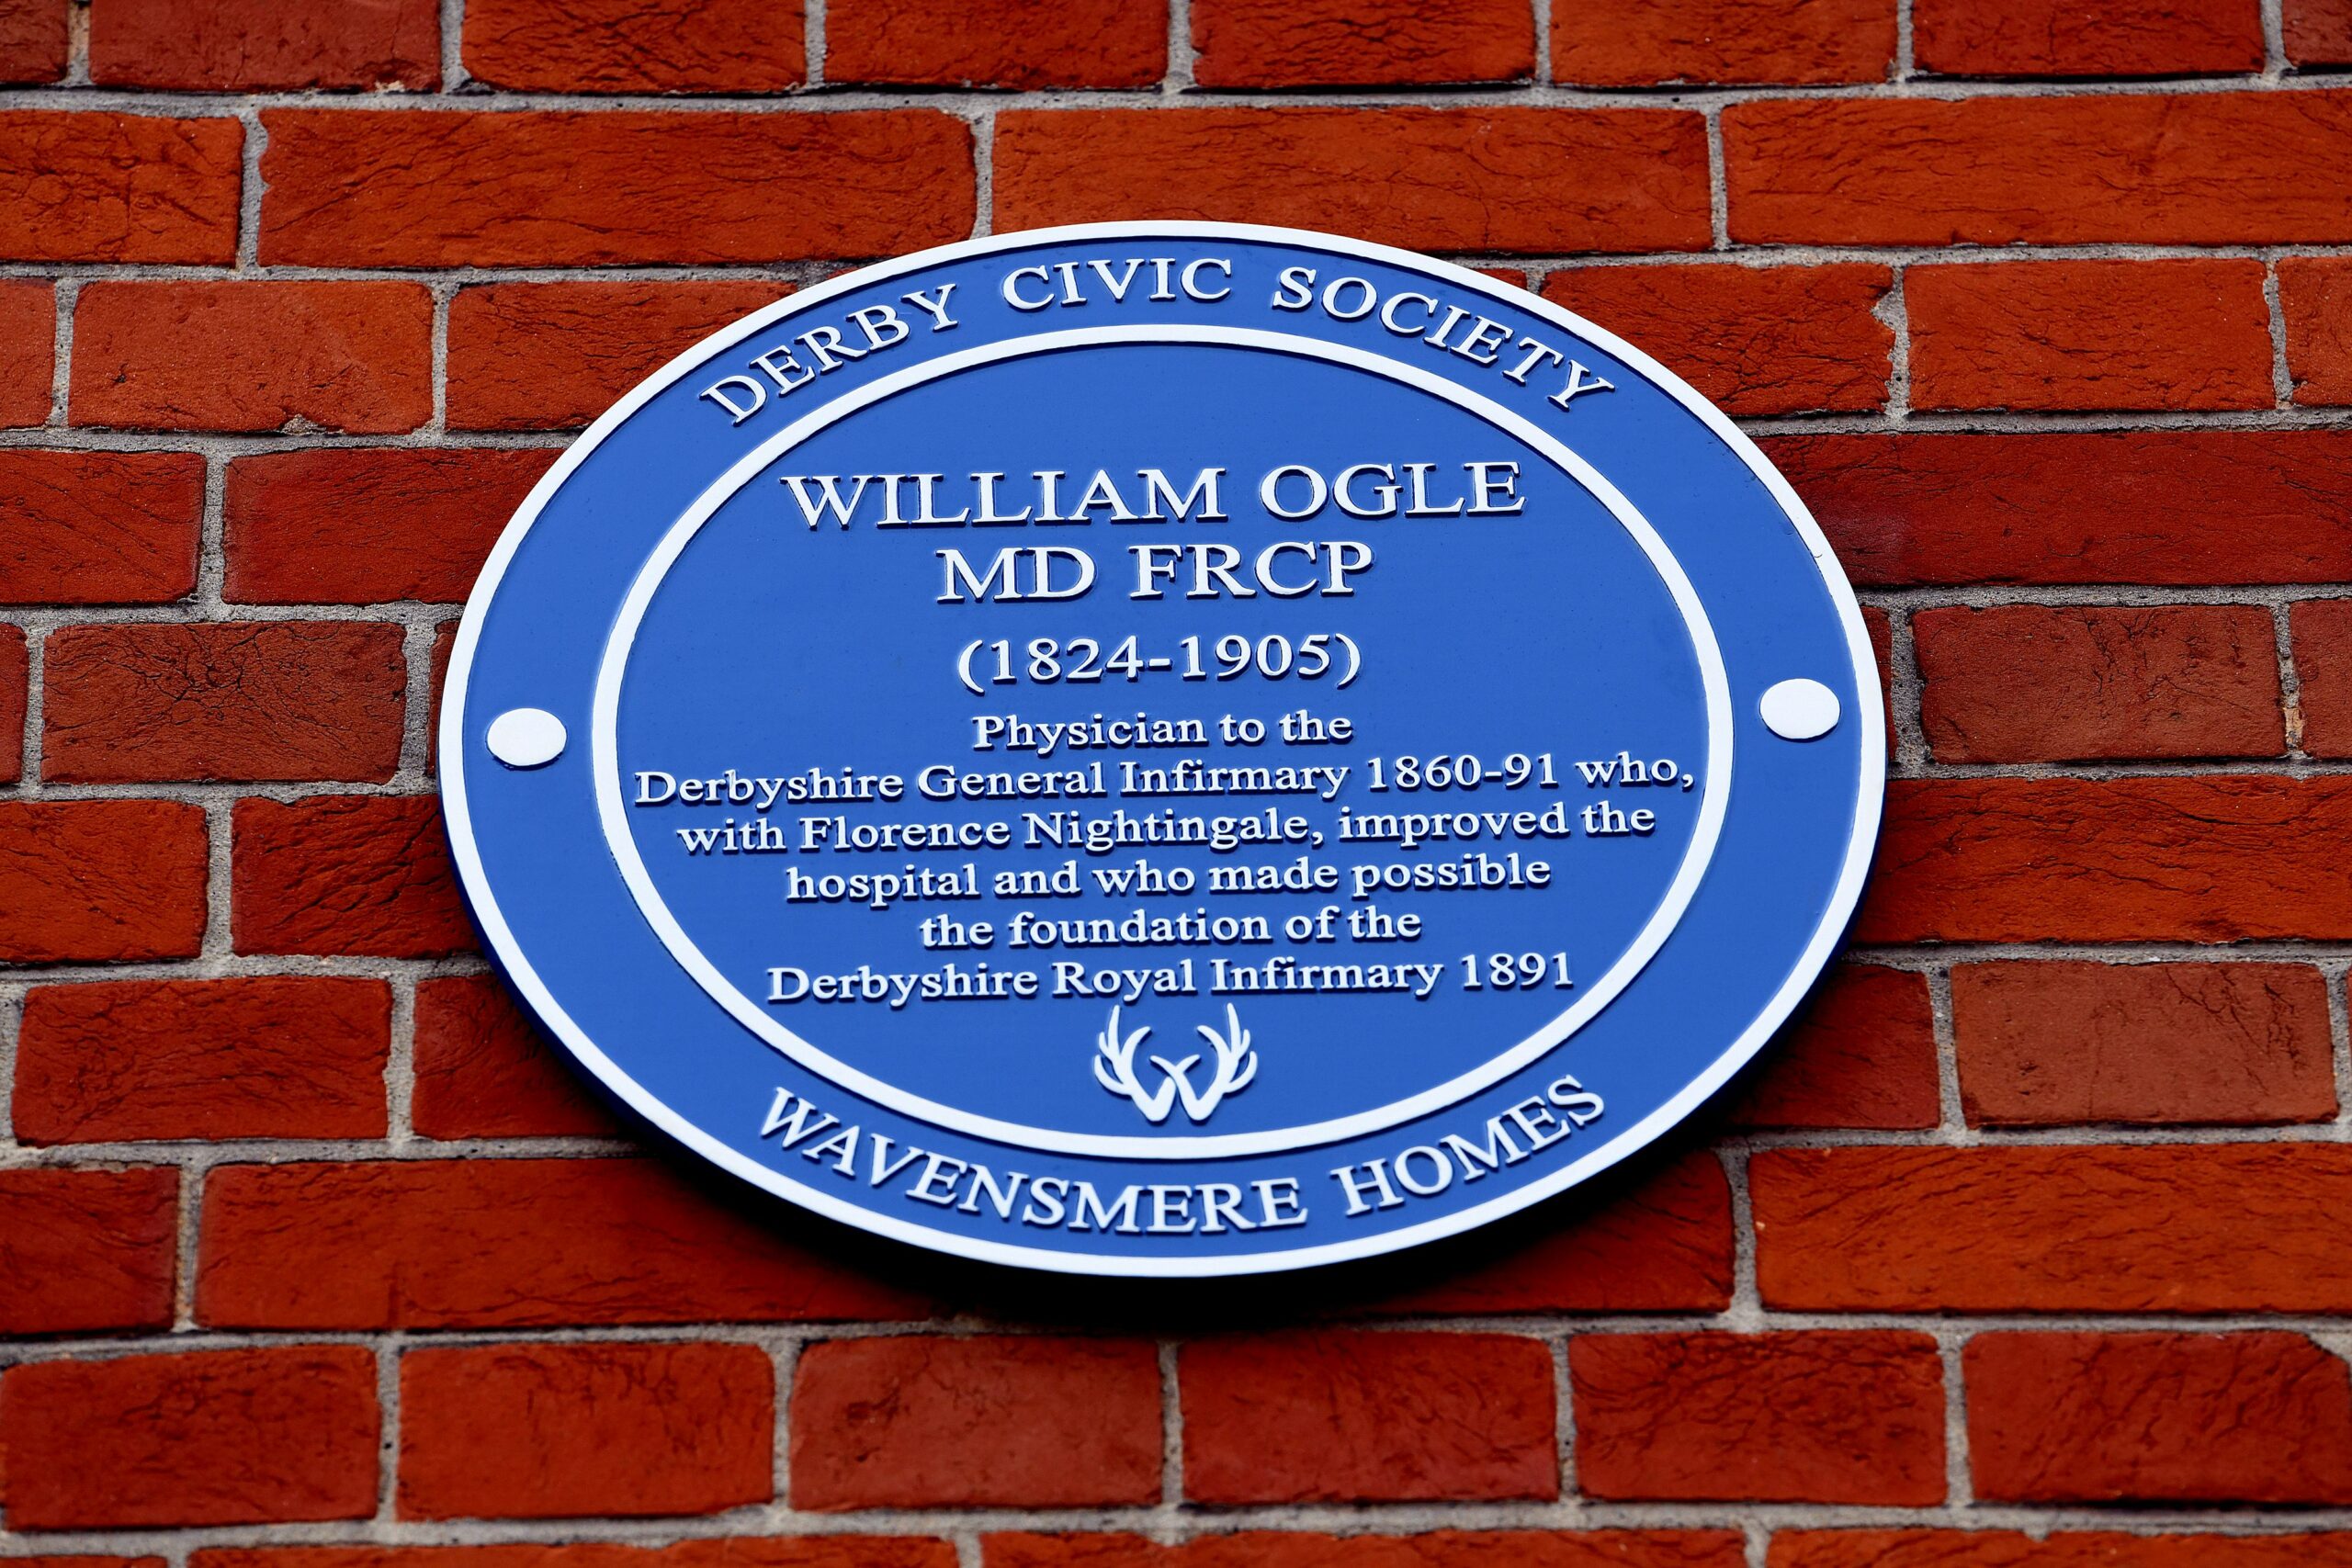 DERBY CIVIC SOCIETY
WILLIAM OGLE
MD FRCP
(1824-1905)
Physician to the
Derbyshire General Infirmary 1860-91 who,
with Florence Nightingale, improved the
hospital and who made possible
the foundation of the
Derbyshire Royal Infirmary 1891
WAVENSMERE HOMES